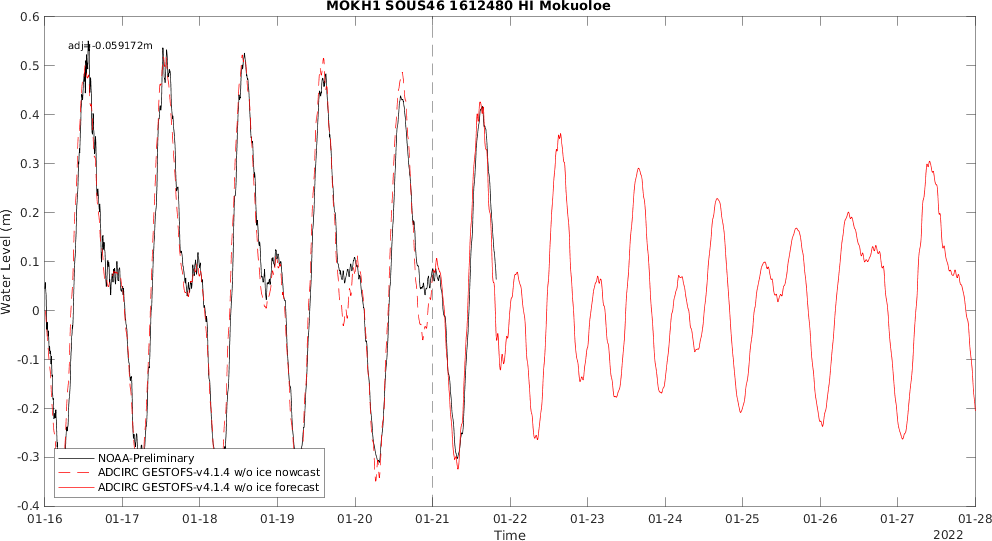 MOKH1 SOUS46 1612480 HI Mokuoloe
adj=-0.059172m
0.6
0.5
0.4
0.3
0.2
0.1
0
-0.1
-0.2
-0.3
-0.4
Water Level (m)
NOAA-Preliminary
ADCIRC GESTOFS-v4.1.4 w/o ice nowcast
ADCIRC GESTOFS-v4.1.4 w/o ice forecast
01-16 01-17 01-18 01-19 01-20 01-21 01-22 01-23 01-24 01-25 01-26 01-27 01-28
Time
2022